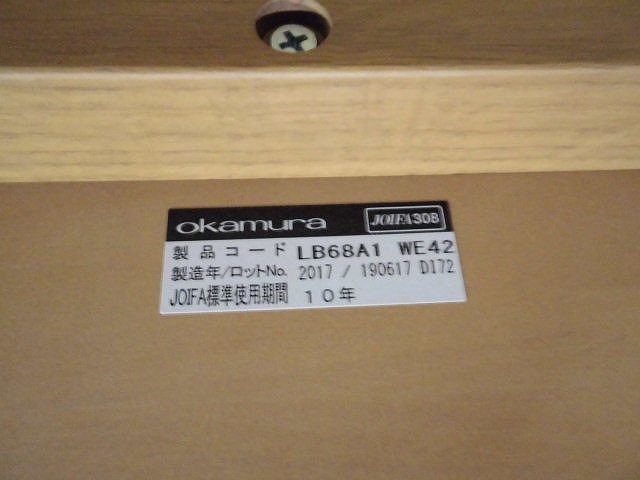 okamura JOIFA308
製品コード LB68A1 WE42
製造年/ロットNo. 2017 / 190617 D172
JOIFA標準使用期間 10年